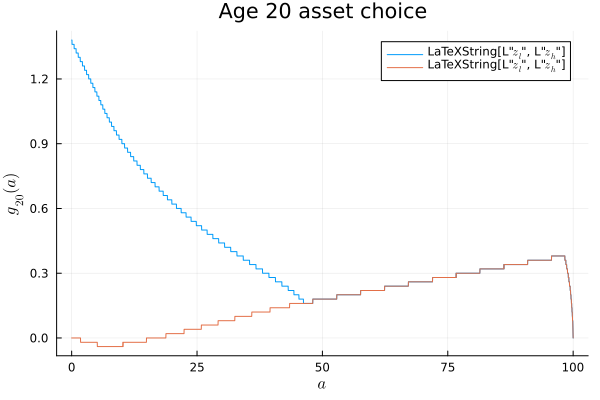 Age 20 asset choice
LaTeXString[L"z_l", L"z_h"]
LaTeXString[L"z_l", L"z_h"]
g_20(a)
1.2
0.9
0.6
0.3
0.0
0 25 50 75 100
a